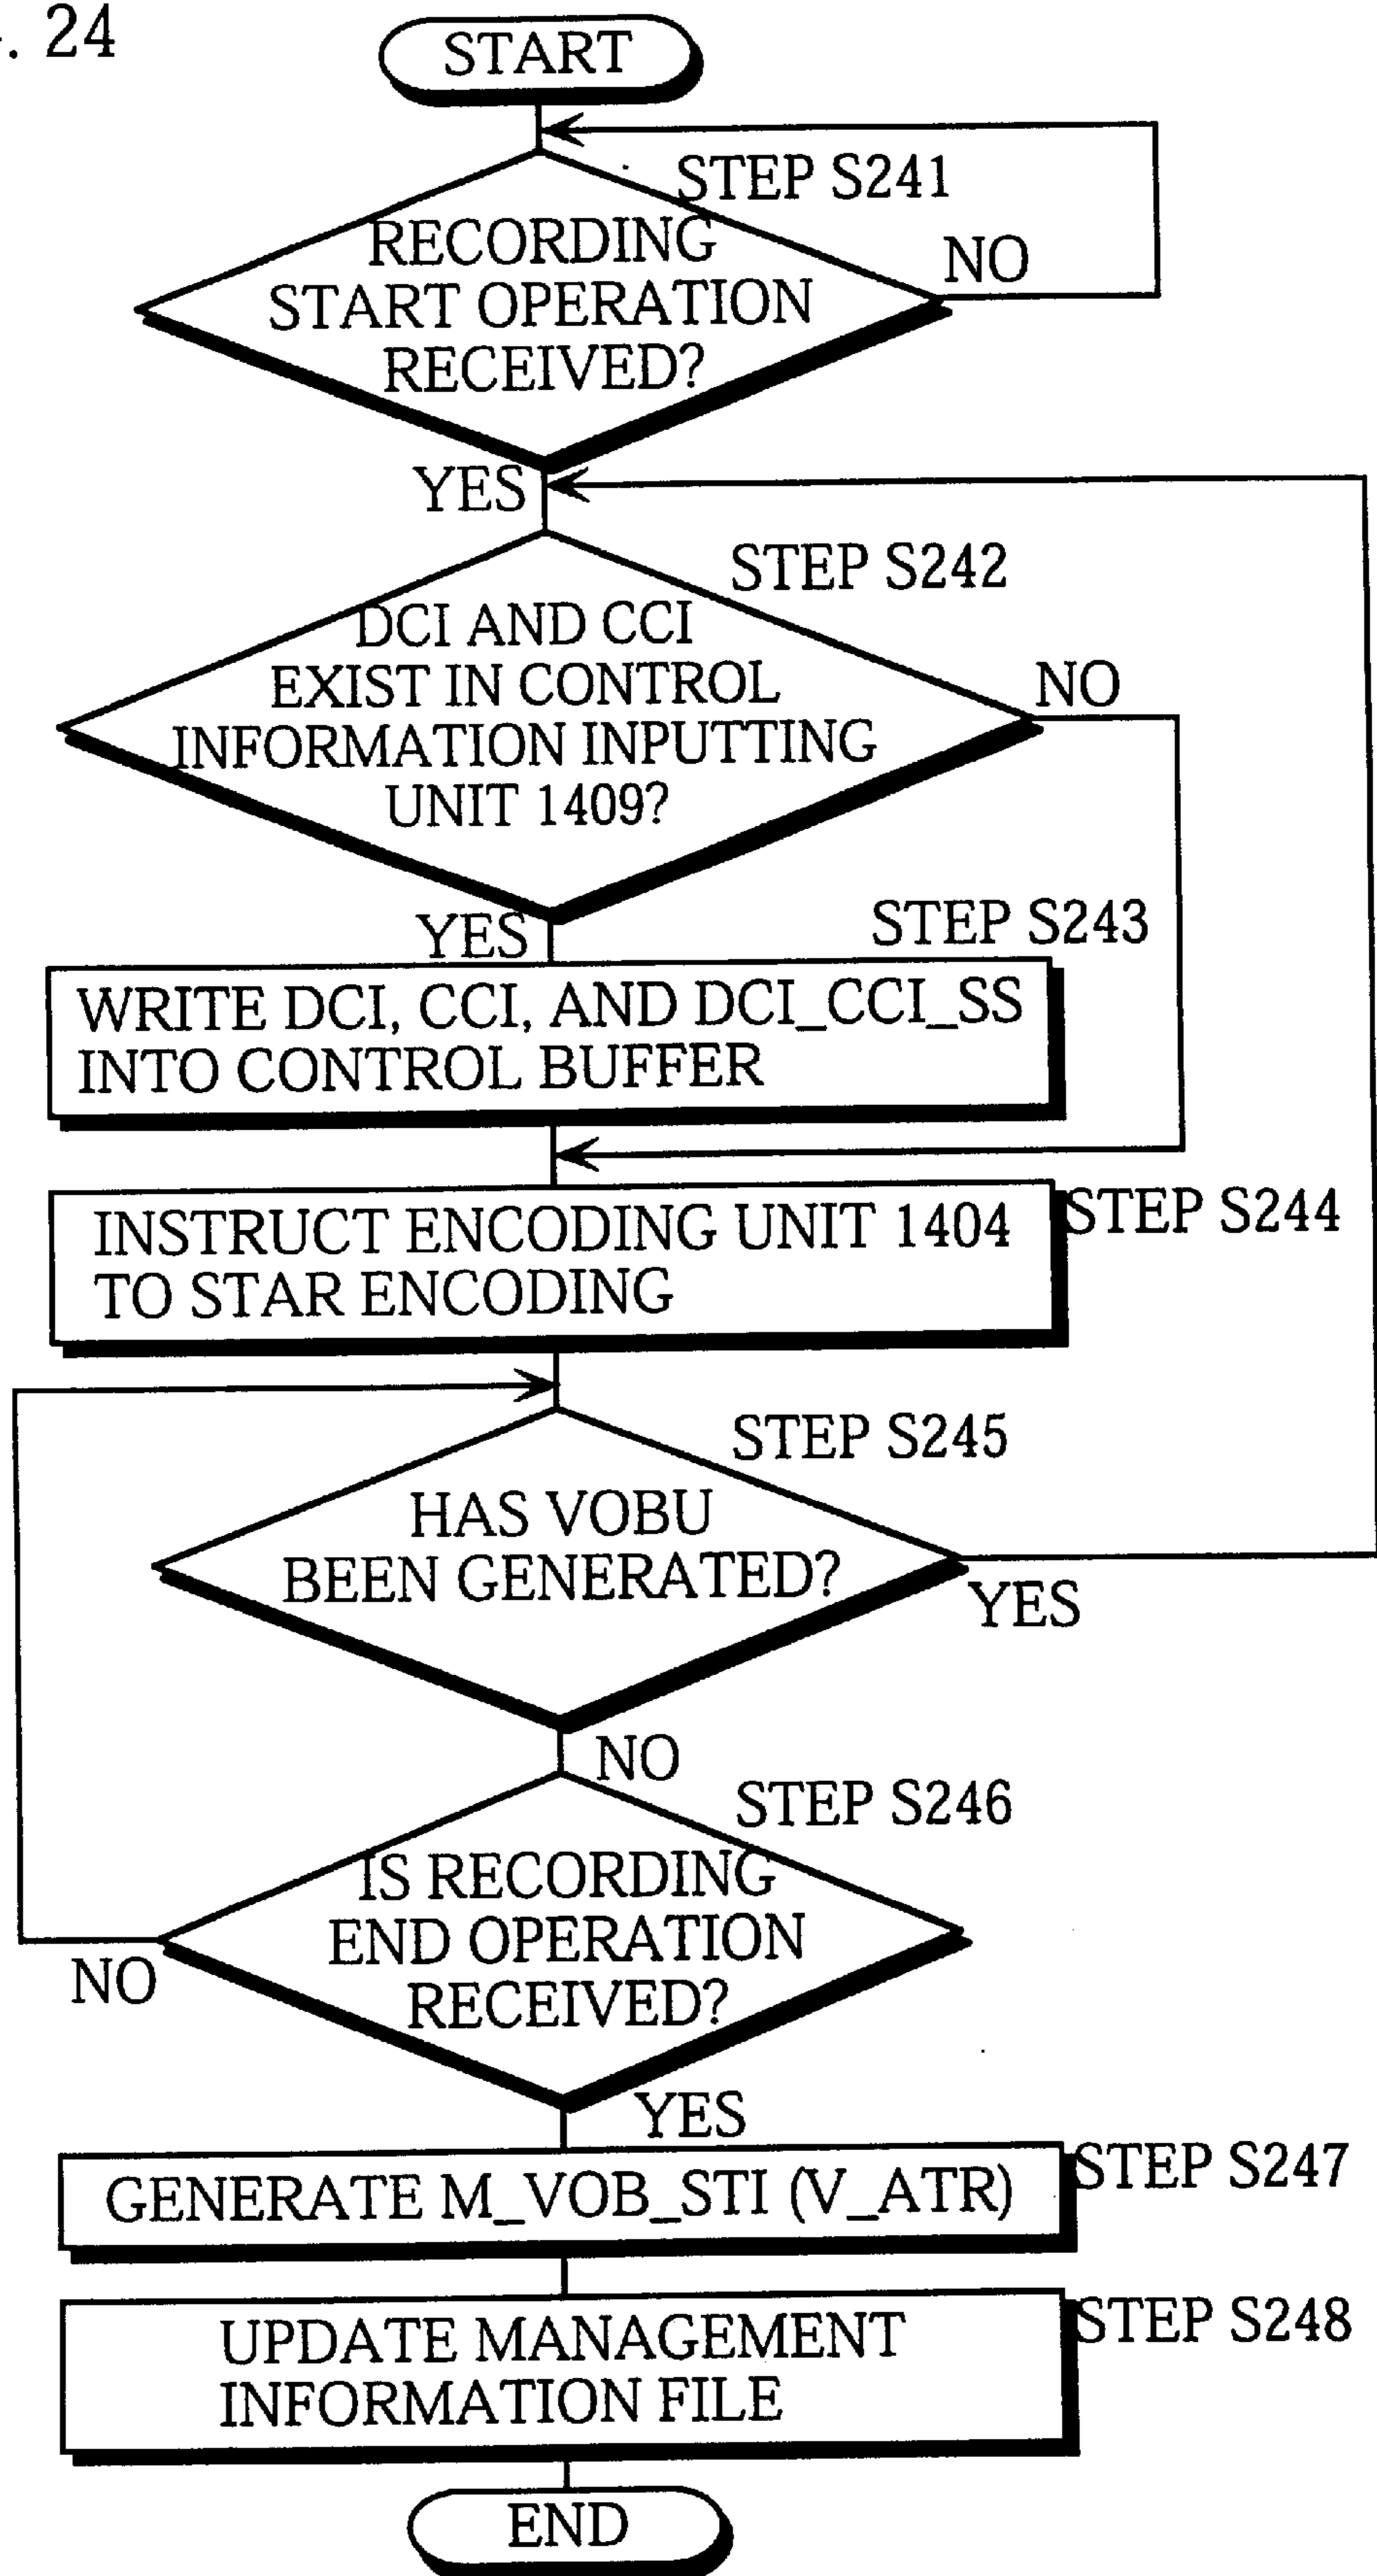 . 24
START
STEP S241
RECORDING
START OPERATION
RECEIVED?
NO
YES
STEP S242
DCI AND CCI
EXIST IN CONTROL
INFORMATION INPUTTING
UNIT 1409?
NO
YES
STEP S243
WRITE DCI, CCI, AND DCI_CCI_SS
INTO CONTROL BUFFER
STEP S244
INSTRUCT ENCODING UNIT 1404
TO STAR ENCODING
STEP S245
HAS VOBU
BEEN GENERATED?
YES
NO
STEP S246
IS RECORDING
END OPERATION
RECEIVED?
NO
YES
STEP S247
GENERATE M_VOB_STI (V_ATR)
STEP S248
UPDATE MANAGEMENT
INFORMATION FILE
END